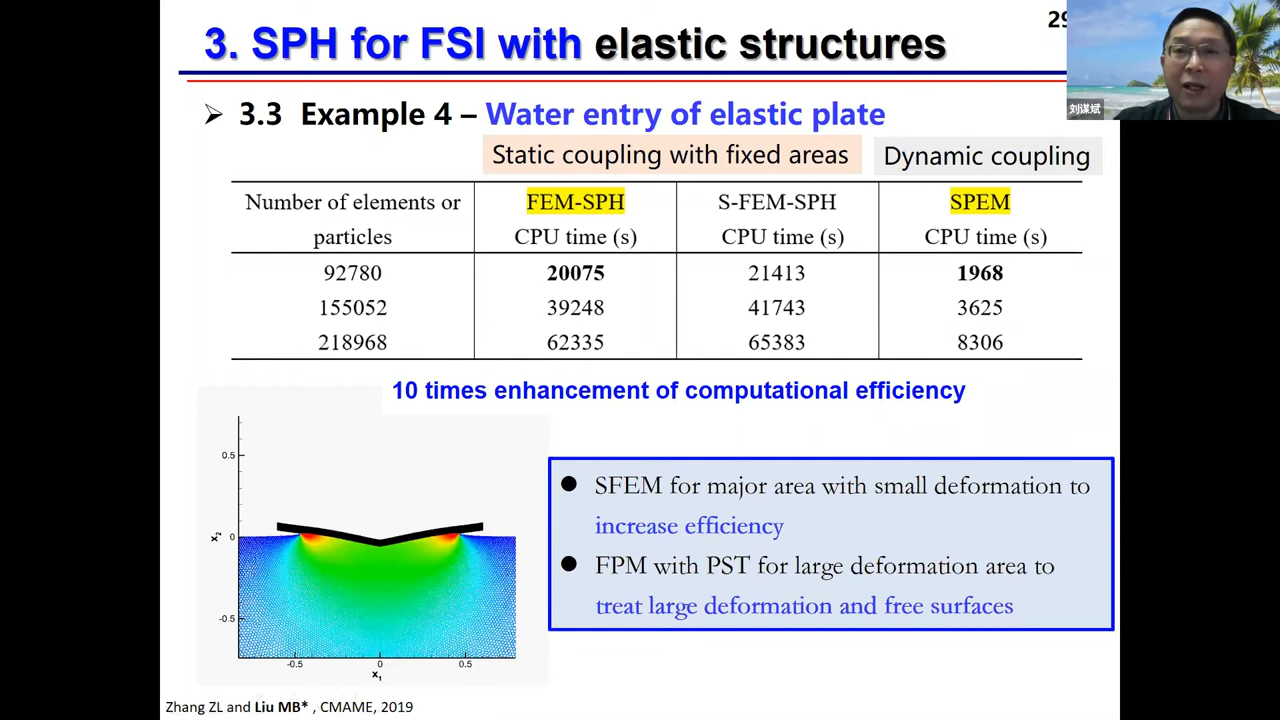 29
3. SPH for FSI with elastic structures
刘谋斌
➢ 3.3 Example 4 – Water entry of elastic plate
Static coupling with fixed areas Dynamic coupling
Number of elements or particles FEM-SPH CPU time (s) S-FEM-SPH CPU time (s) SPEM CPU time (s)
92780 20075 21413 1968
155052 39248 41743 3625
218968 62335 65383 8306
10 times enhancement of computational efficiency
0.5
0
-0.5
x₂
-0.5 0 0.5
x₁
● SFEM for major area with small deformation to
increase efficiency
● FPM with PST for large deformation area to
treat large deformation and free surfaces
Zhang ZL and Liu MB* , CMAME, 2019